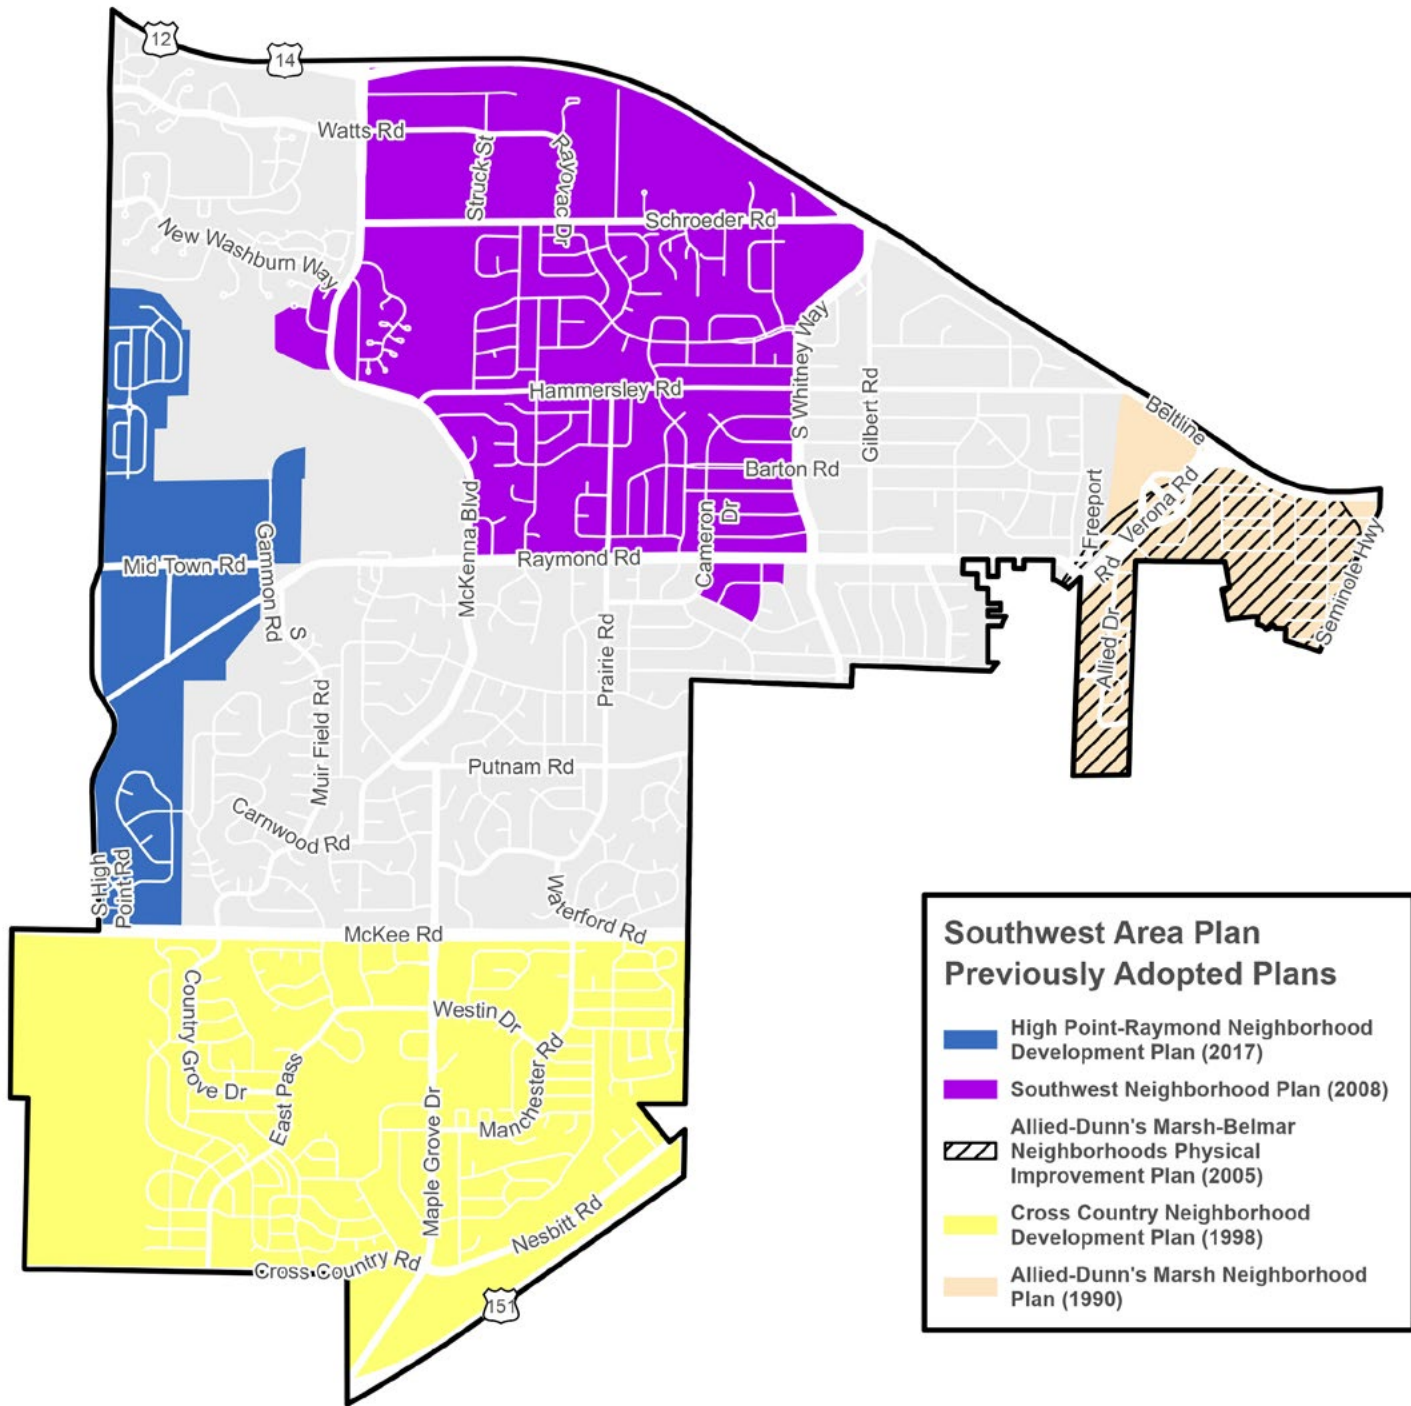 12
14
Watts Rd
Struck St
Rayovac Dr
Schroeder Rd
New Washburn Way
S Whitney Way
Hammersley Rd
Gilbert Rd
Beltline
Barton Rd
Freeport
Rd
Verona Rd
McKenna Blvd
Cameron
Dr
Seminole Hwy
Mid Town Rd
S
Gammon Rd
Raymond Rd
Allied Dr
Prairie Rd
Muir Field Rd
Putnam Rd
Carnwood Rd
S High
Point Rd
Waterford Rd
McKee Rd
Country Grove Dr
Westin Dr
East Pass
Manchester Rd
Maple Grove Dr
Nesbitt Rd
Cross Country Rd
151
Southwest Area Plan
Previously Adopted Plans
High Point-Raymond Neighborhood
Development Plan (2017)
Southwest Neighborhood Plan (2008)
Allied-Dunn's Marsh-Belmar
Neighborhoods Physical
Improvement Plan (2005)
Cross Country Neighborhood
Development Plan (1998)
Allied-Dunn's Marsh Neighborhood
Plan (1990)